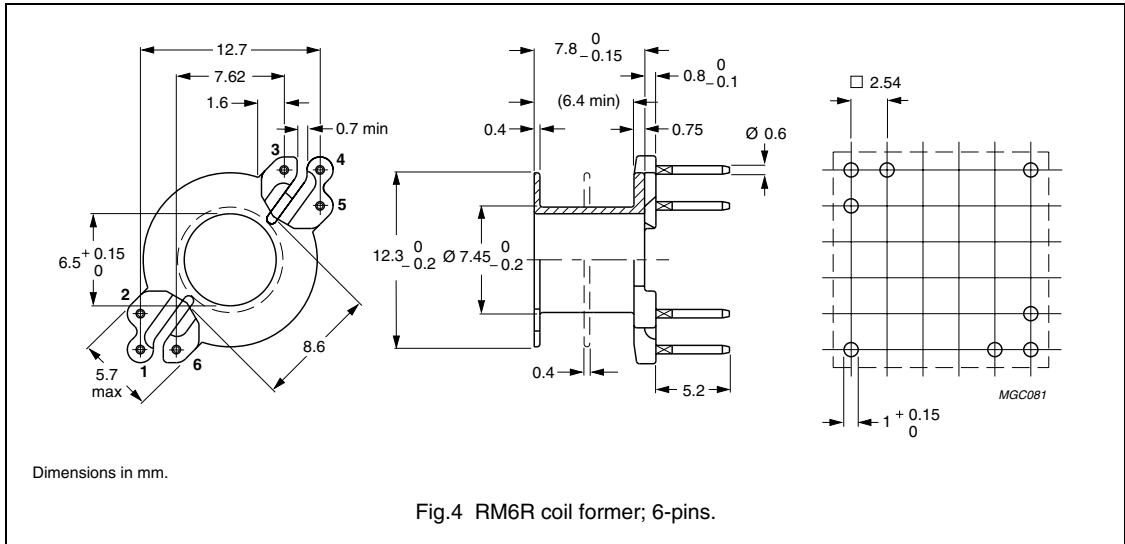 12.7
7.62
1.6
0.7 min
3
4
5
6.5 + 0.15 0
2
1
6
5.7 max
8.6
7.8 0 − 0.15
0.8 0 − 0.1
(6.4 min)
0.4
0.75
Ø 0.6
12.3 0 − 0.2
Ø 7.45 0 − 0.2
0.4
5.2
□ 2.54
MGC081
1 + 0.15 0
Dimensions in mm.
Fig.4 RM6R coil former; 6-pins.